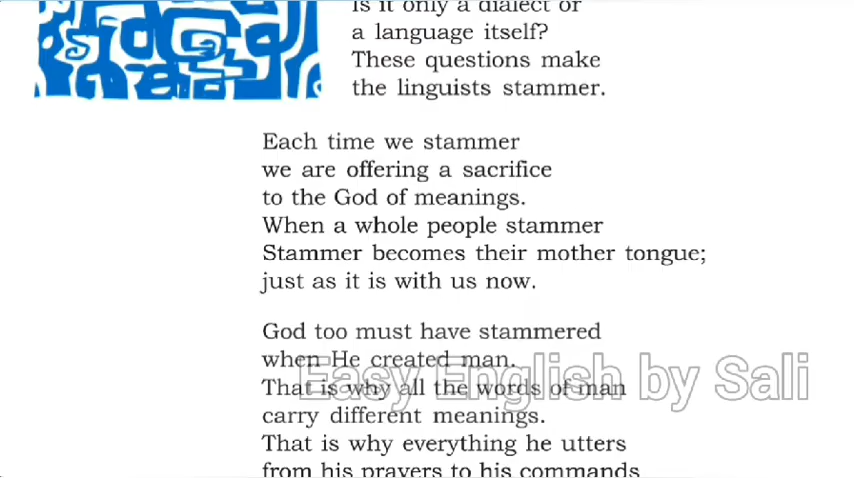 Is it only a dialect or
a language itself?
These questions make
the linguists stammer.
Each time we stammer
we are offering a sacrifice
to the God of meanings.
When a whole people stammer
Stammer becomes their mother tongue;
just as it is with us now.
God too must have stammered
when He created man.
Easy English by Sali
That is why all the words of man
carry different meanings.
That is why everything he utters
from his prayers to his commands